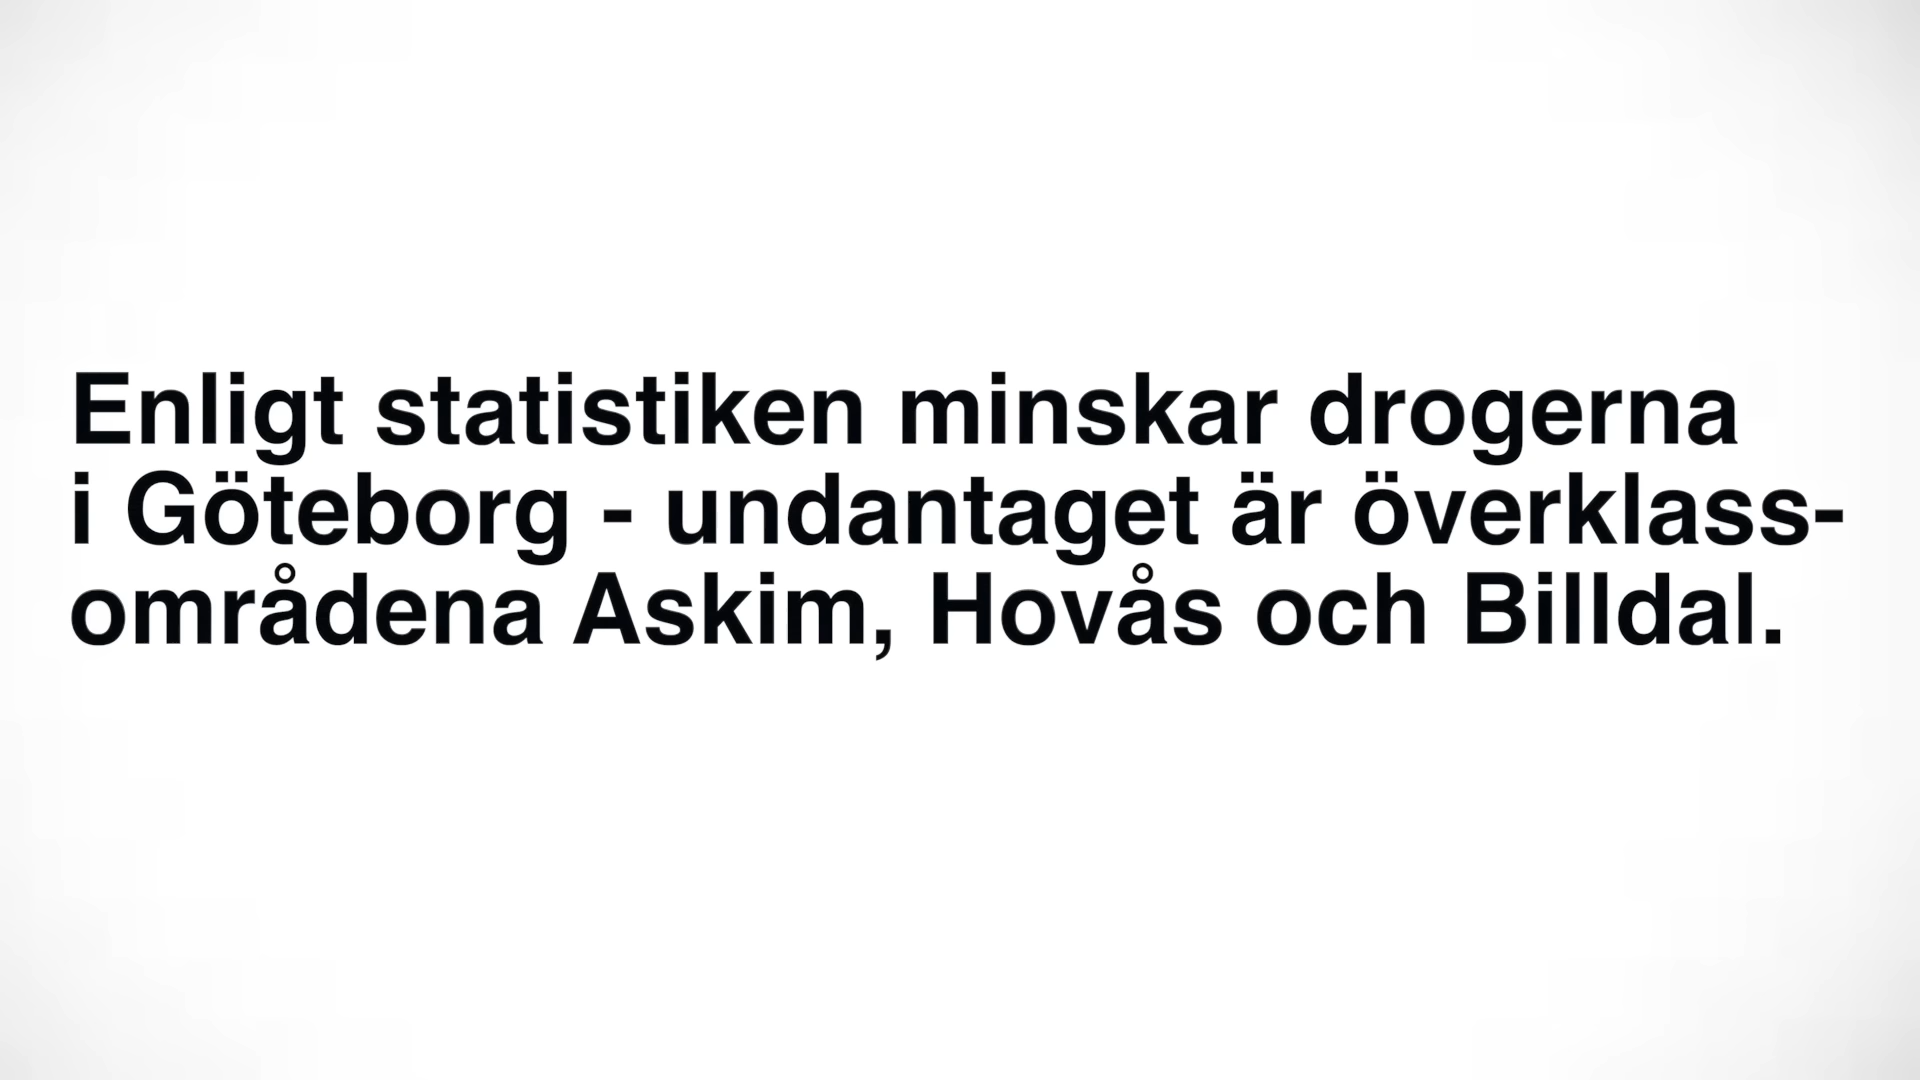 Enligt statistiken minskar drogerna
i Göteborg - undantaget är överklass-
områdena Askim, Hovås och Billdal.